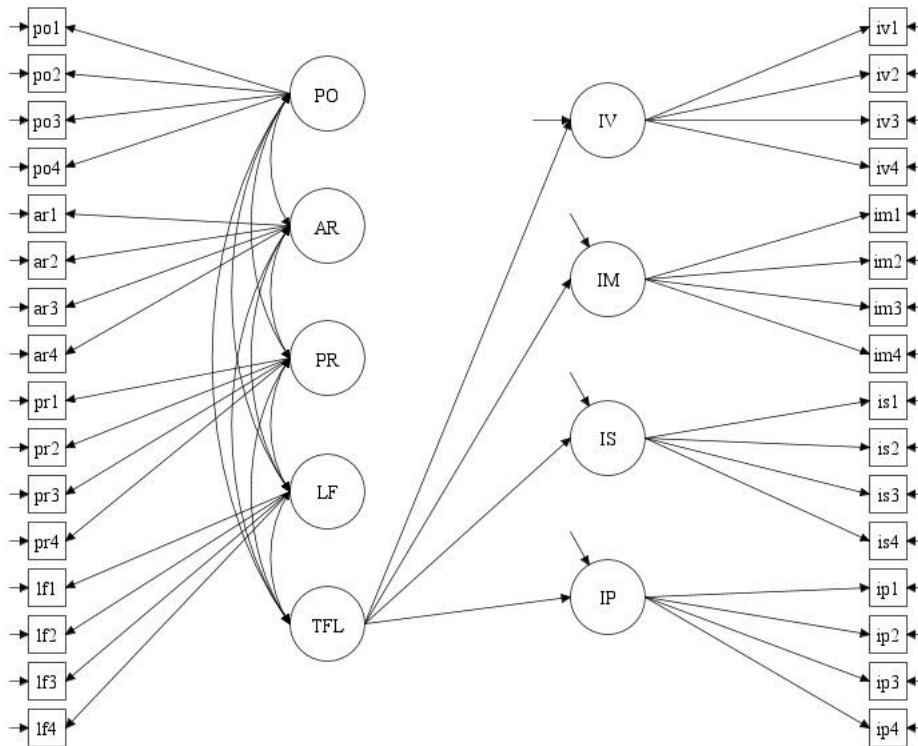 po1
po2
po3
po4
ar1
ar2
ar3
ar4
pr1
pr2
pr3
pr4
lf1
lf2
lf3
lf4
PO
AR
PR
LF
TFL
IV
IM
IS
IP
iv1
iv2
iv3
iv4
im1
im2
im3
im4
is1
is2
is3
is4
ip1
ip2
ip3
ip4